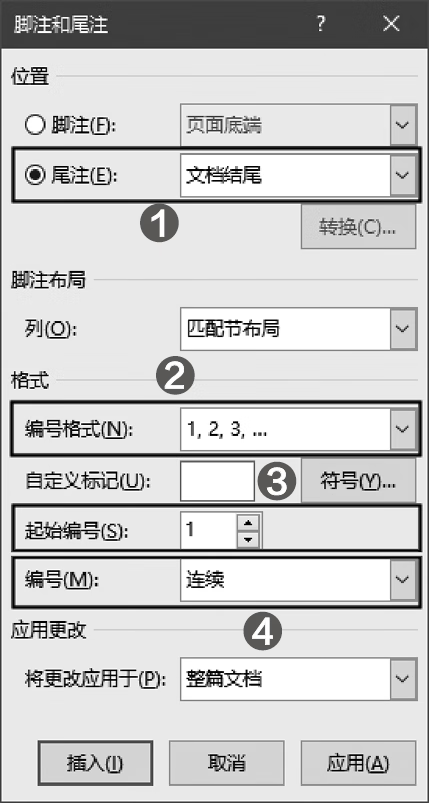 脚注和尾注 ?
位置
脚注(F): 页面底端
尾注(E): 文档结尾
1
转换(C)...
脚注布局
列(O): 匹配节布局
2
格式
编号格式(N): 1, 2, 3, ...
自定义标记(U): 3 符号(Y)...
起始编号(S): 1
编号(M): 连续
4
应用更改
将更改应用于(P): 整篇文档
插入(I) 取消 应用(A)